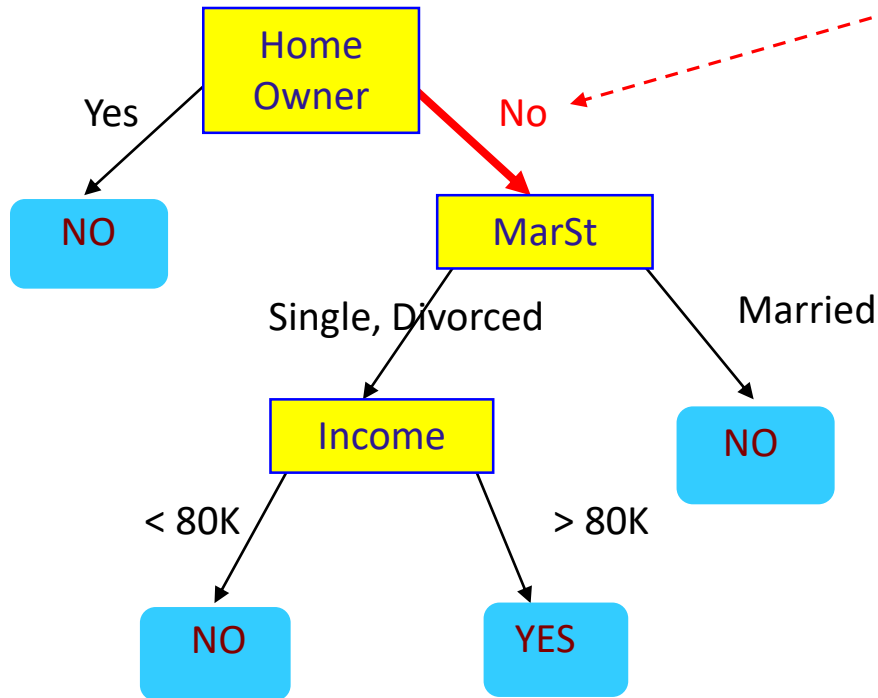 Home
Owner
Yes
No
NO
MarSt
Single, Divorced
Married
Income
NO
< 80K
> 80K
NO
YES